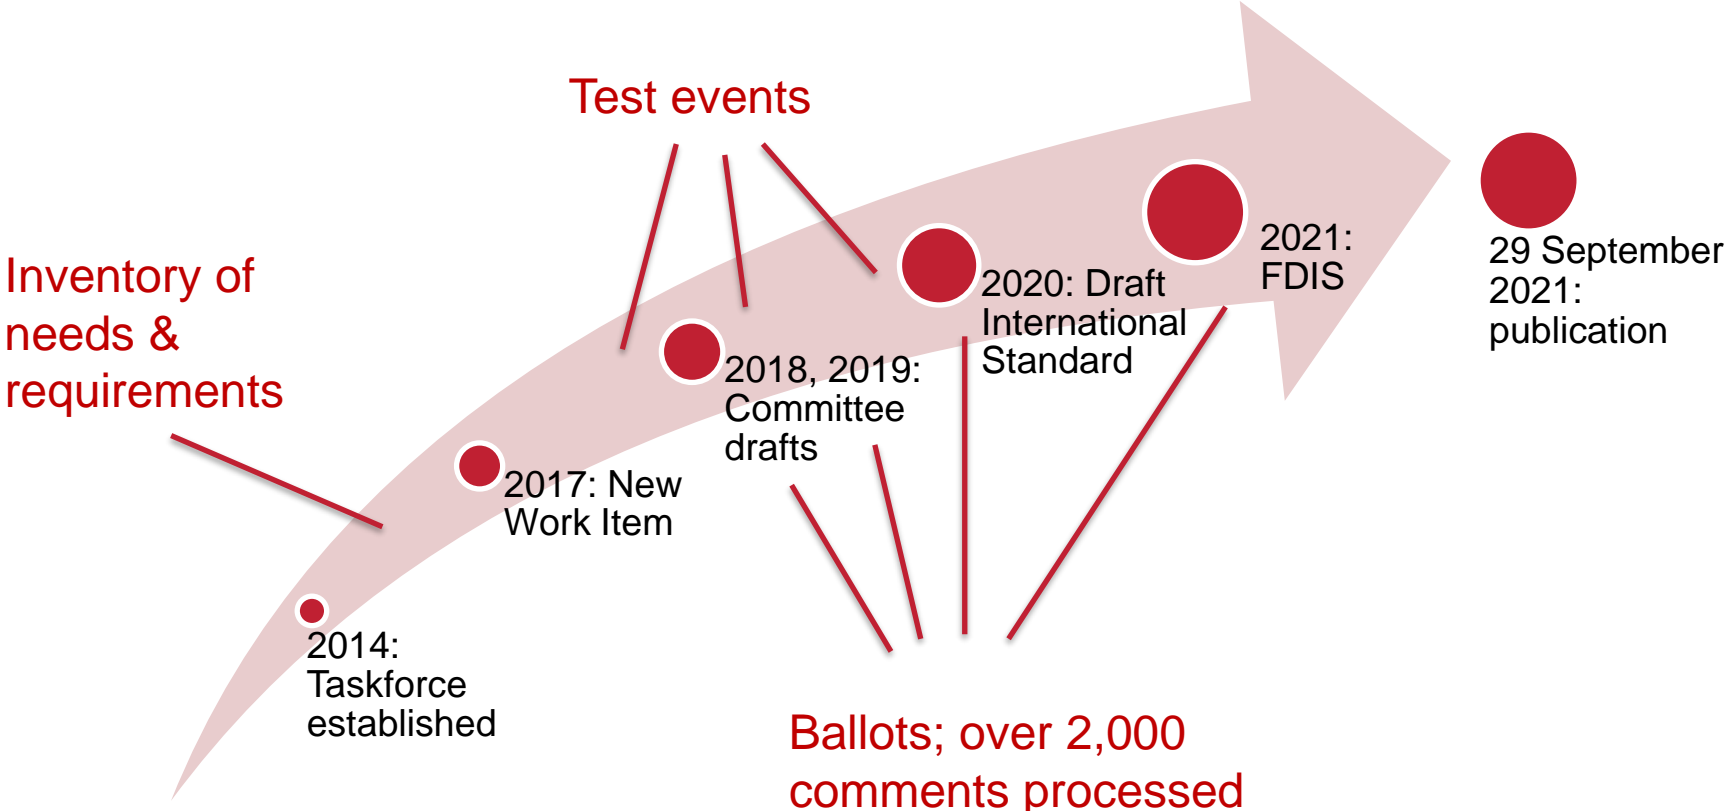 Test events
Inventory of
needs &
requirements
2014:
Taskforce
established
2017: New
Work Item
2018, 2019:
Committee
drafts
2020: Draft
International
Standard
2021:
FDIS
29 September
2021:
publication
Ballots; over 2,000
comments processed